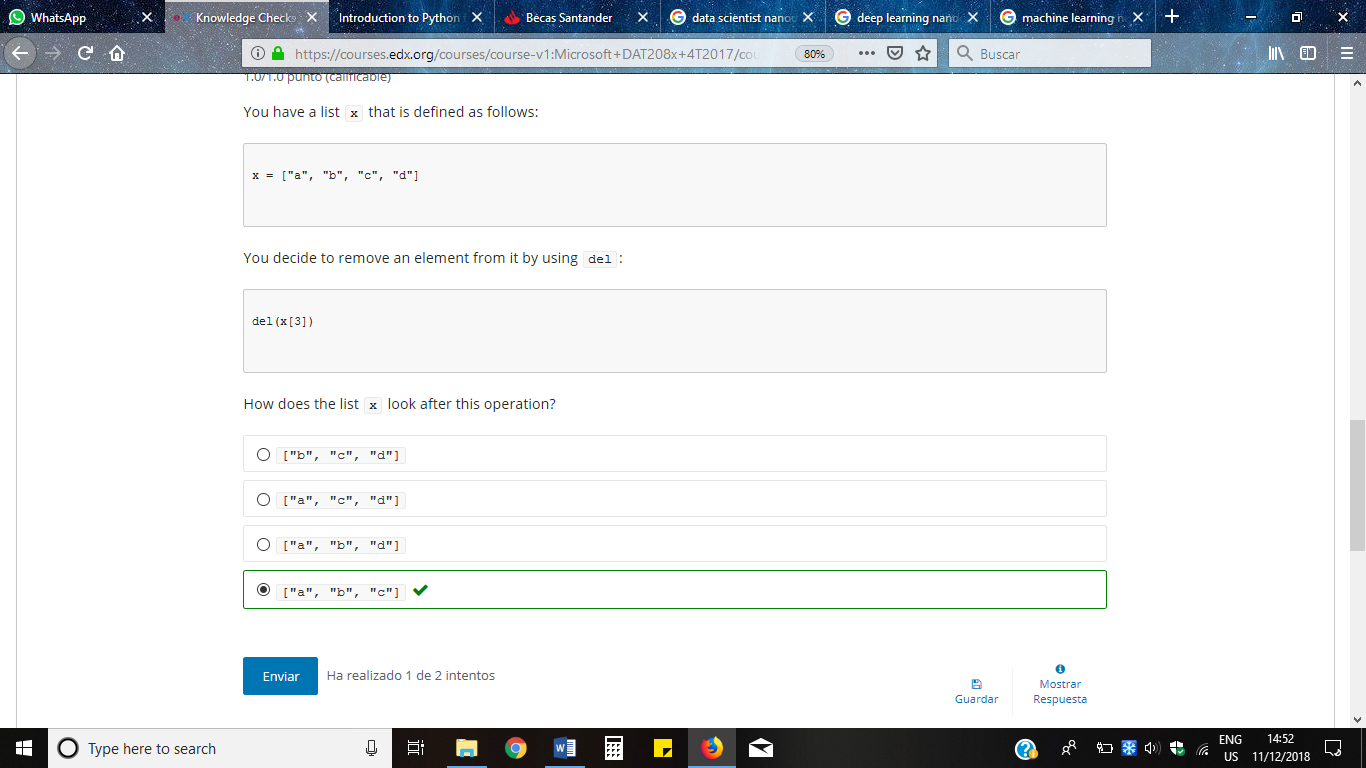 WhatsApp
Knowledge Checks
Introduction to Python
Becas Santander
data scientist nano
deep learning nano
machine learning n
https://courses.edx.org/courses/course-v1:Microsoft+DAT208x+4T2017/cou
80%
Buscar
1.0/1.0 punto (calificable)
You have a list x that is defined as follows:
x = ["a", "b", "c", "d"]
You decide to remove an element from it by using del :
del(x[3])
How does the list x look after this operation?
["b", "c", "d"]
["a", "c", "d"]
["a", "b", "d"]
["a", "b", "c"]
Enviar
Ha realizado 1 de 2 intentos
Guardar
Mostrar
Respuesta
Type here to search
ENG
US
14:52
11/12/2018